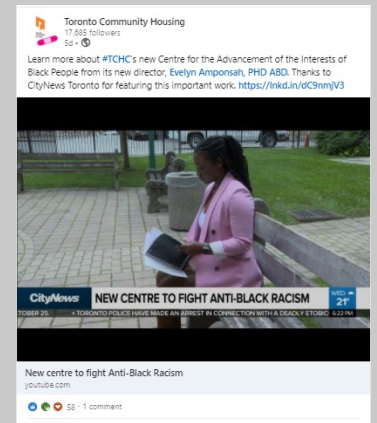 Toronto Community Housing
17,685 followers
5d •
Learn more about #TCHC's new Centre for the Advancement of the Interests of
Black People from its new director, Evelyn Amponsah, PHD ABD. Thanks to
CityNews Toronto for featuring this important work. https://lnkd.in/dC9nmjV3
CityNews
NEW CENTRE TO FIGHT ANTI-BLACK RACISM
WED
21°
TOBER 25
• TORONTO POLICE HAVE MADE AN ARREST IN CONNECTION WITH A DEADLY ETOBIC
6:22 PM
New centre to fight Anti-Black Racism
youtube.com
58 · 1 comment